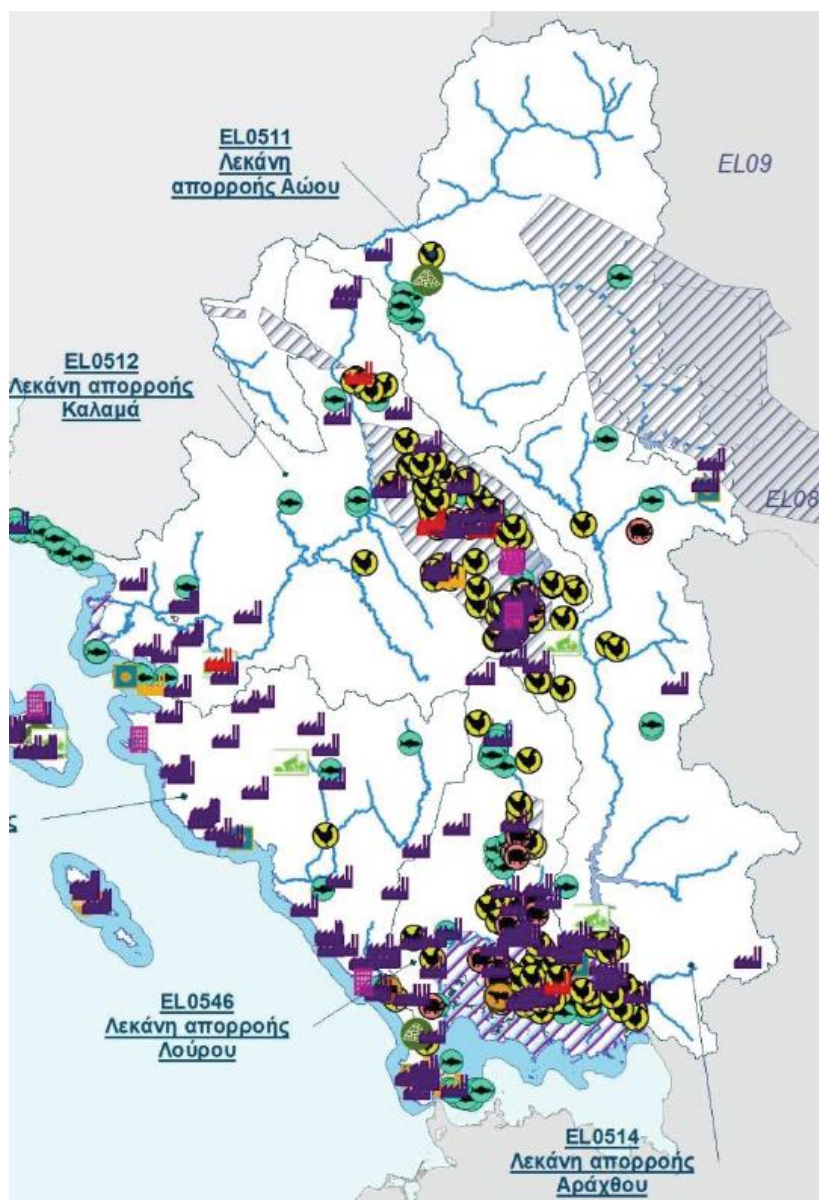 EL0511
Λεκάνη
απορροής Αώου
EL09
EL0512
Λεκάνη απορροής
Καλαμά
EL08
ς
EL0546
Λεκάνη απορροής
Λούρου
EL0514
Λεκάνη απορροής
Αράχθου